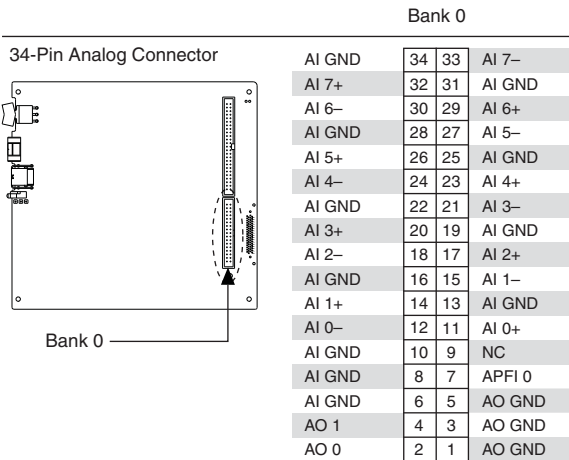 Bank 0
34-Pin Analog Connector
AI GND 34 33 AI 7–
AI 7+ 32 31 AI GND
AI 6– 30 29 AI 6+
AI GND 28 27 AI 5–
AI 5+ 26 25 AI GND
AI 4– 24 23 AI 4+
AI GND 22 21 AI 3–
AI 3+ 20 19 AI GND
AI 2– 18 17 AI 2+
AI GND 16 15 AI 1–
AI 1+ 14 13 AI GND
AI 0– 12 11 AI 0+
AI GND 10 9 NC
AI GND 8 7 APFI 0
AI GND 6 5 AO GND
AO 1 4 3 AO GND
AO 0 2 1 AO GND
Bank 0